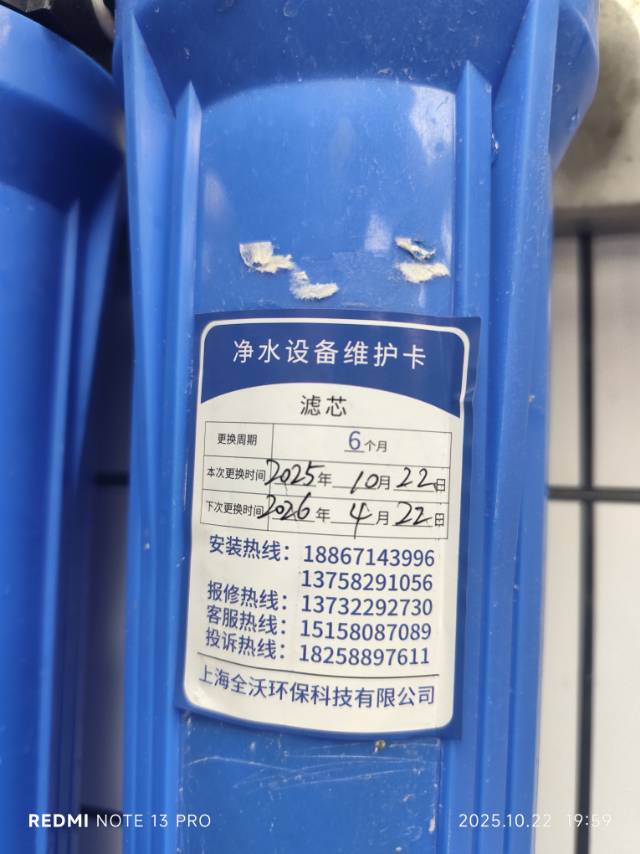 净水设备维护卡
滤芯
更换周期 6个月
本次更换时间 2025年 10月 22日
下次更换时间 2026年 4月 22日
安装热线：18867143996
13758291056
报修热线：13732292730
客服热线：15158087089
投诉热线：18258897611
上海全沃环保科技有限公司
REDMI NOTE 13 PRO
2025.10.22 19:59